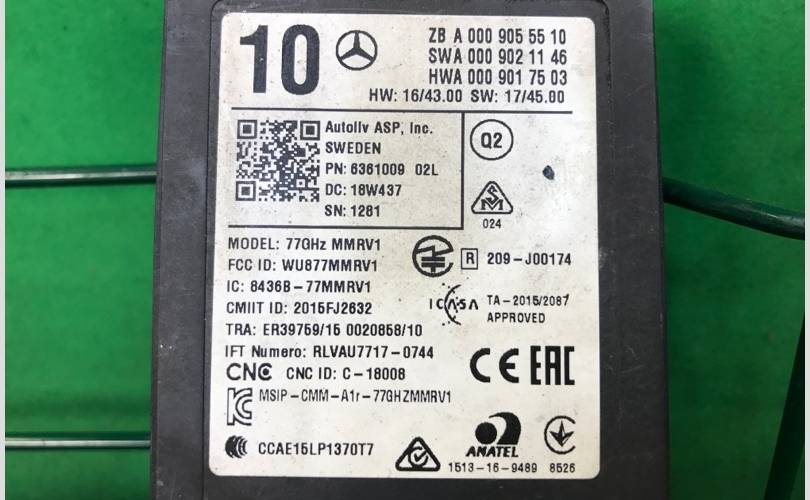 10
ZB A 000 905 55 10
SWA 000 902 11 46
HWA 000 901 75 03
HW: 16/43.00 SW: 17/45.00
Autoliv ASP, Inc.
SWEDEN
PN: 6361009 02L
DC: 18W437
SN: 1281
Q2
024
MODEL: 77GHz MMRV1
FCC ID: WU877MMRV1
IC: 8436B-77MMRV1
CMIIT ID: 2015FJ2632
TRA: ER39759/15 0020858/10
IFT Numero: RLVAU7717-0744
CNC CNC ID: C-18008
MSIP-CMM-A1r-77GHZMMRV1
CCAE15LP1370T7
R 209-J00174
ICASA TA-2015/2087
APPROVED
CE EAC
ANATEL
1513-16-9489 8526